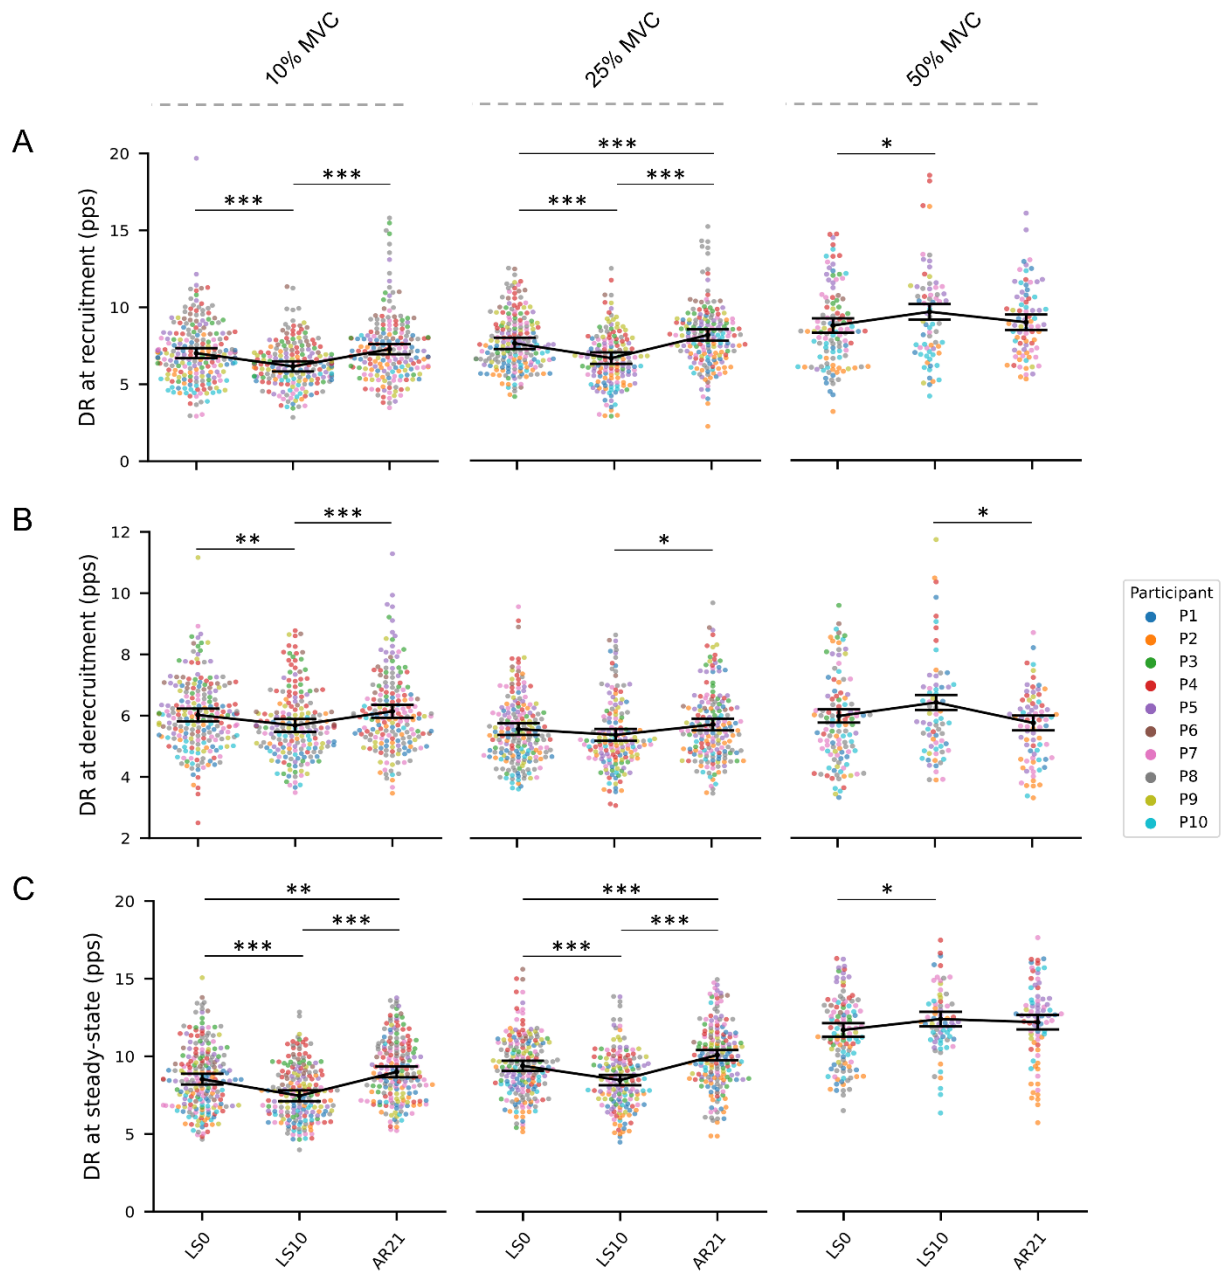 10% MVC
25% MVC
50% MVC
A
DR at recruitment (pps)
20
15
10
5
0
***
***
***
***
***
*
B
DR at derecruitment (pps)
12
10
8
6
4
2
**
***
*
*
Participant
P1
P2
P3
P4
P5
P6
P7
P8
P9
P10
C
DR at steady-state (pps)
20
15
10
5
0
**
***
***
***
***
***
*
LS0
LS10
AR21
LS0
LS10
AR21
LS0
LS10
AR21